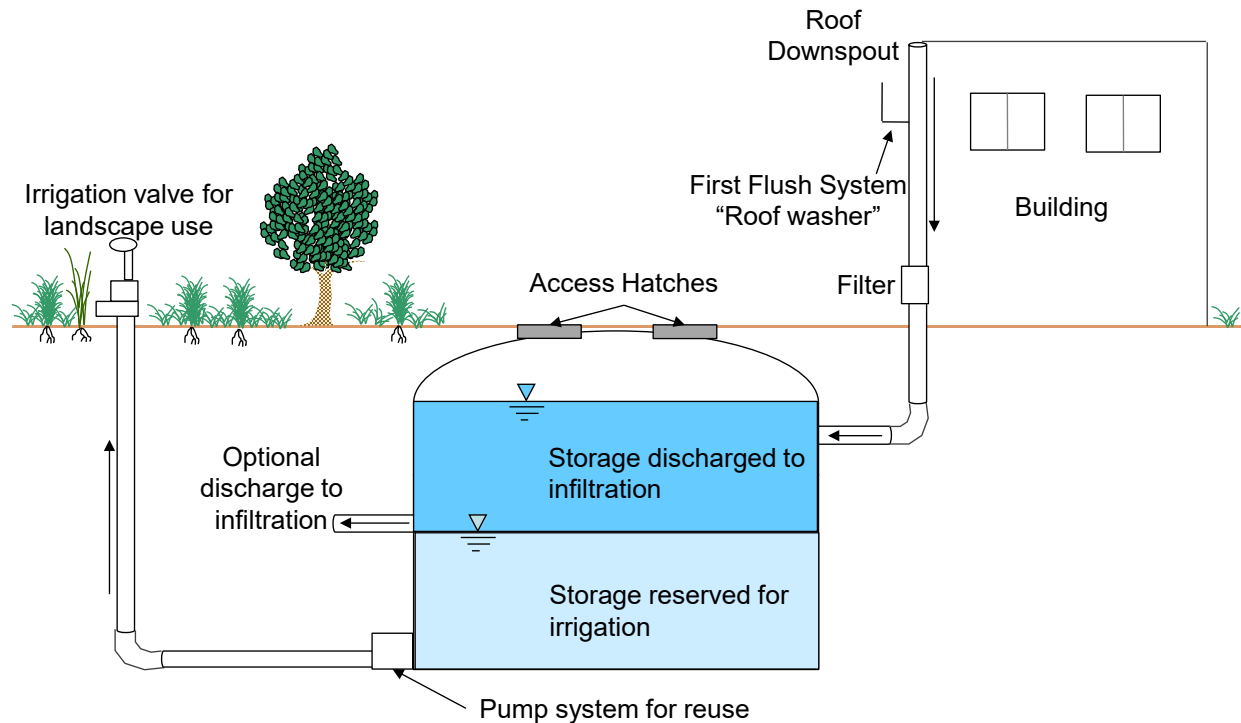 Roof
Downspout
First Flush System
“Roof washer”
Building
Irrigation valve for
landscape use
Filter
Access Hatches
Storage discharged to
infiltration
Optional
discharge to
infiltration
Storage reserved for
irrigation
Pump system for reuse